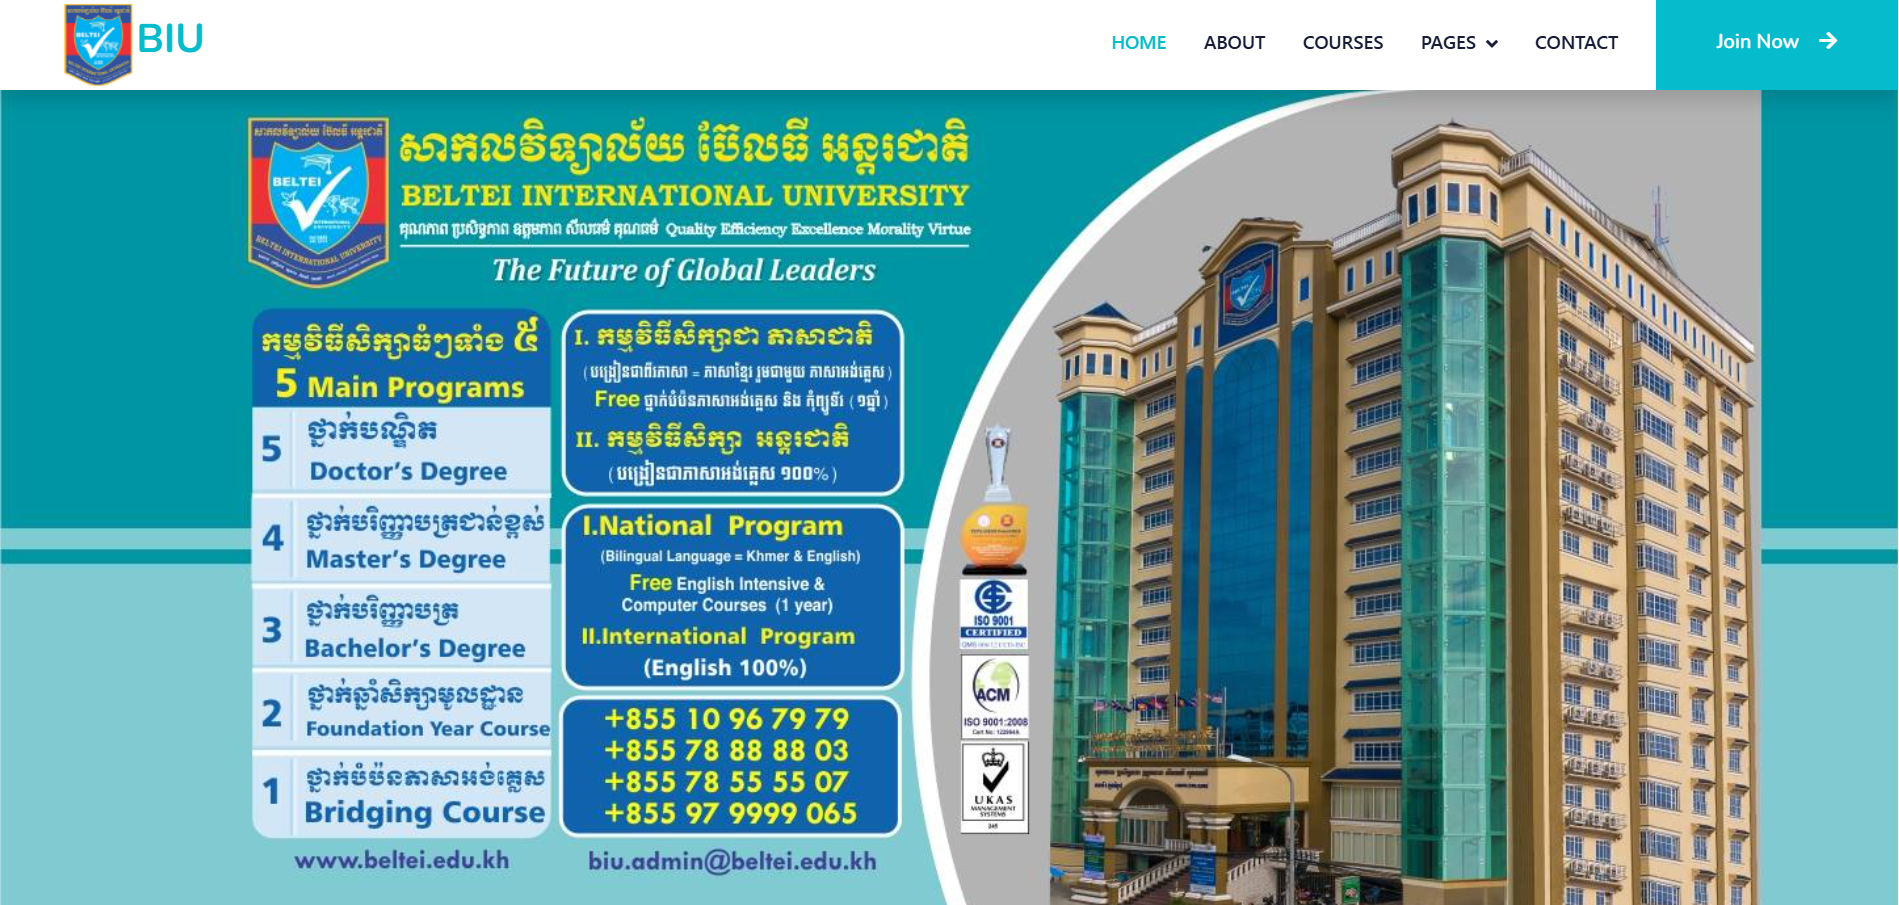 BIU
HOME ABOUT COURSES PAGES CONTACT Join Now
សាកលវិទ្យាល័យ ប៊ែលធី អន្តរជាតិ
BELTEI
BELTEI INTERNATIONAL UNIVERSITY
គុណភាព ប្រសិទ្ធភាព ឧត្តមភាព សីលធម៌ គុណធម៌ Quality Efficiency Excellence Morality Virtue
The Future of Global Leaders
កម្មវិធីសិក្សាធំៗទាំង ៥
5 Main Programs
5 ថ្នាក់បណ្ឌិត
Doctor's Degree
4 ថ្នាក់បរិញ្ញាបត្រជាន់ខ្ពស់
Master's Degree
3 ថ្នាក់បរិញ្ញាបត្រ
Bachelor's Degree
2 ថ្នាក់ឆ្នាំសិក្សាមូលដ្ឋាន
Foundation Year Course
1 ថ្នាក់បំប៉នភាសាអង់គ្លេស
Bridging Course
www.beltei.edu.kh
I. កម្មវិធីសិក្សាជា ភាសាជាតិ
(បង្រៀនជាពីរភាសា = ភាសាខ្មែរ រួមជាមួយ ភាសាអង់គ្លេស)
Free ថ្នាក់បំប៉នភាសាអង់គ្លេស និង កុំព្យូទ័រ (១ឆ្នាំ)
II. កម្មវិធីសិក្សា អន្តរជាតិ
(បង្រៀនជាភាសាអង់គ្លេស ១០០%)
I.National Program
(Bilingual Language = Khmer & English)
Free English Intensive &
Computer Courses (1 year)
II.International Program
(English 100%)
+855 10 96 79 79
+855 78 88 88 03
+855 78 55 55 07
+855 97 9999 065
biu.admin@beltei.edu.kh
ISO 9001
CERTIFIED
ACM
ISO 9001:2008
UKAS
MANAGEMENT
SYSTEMS